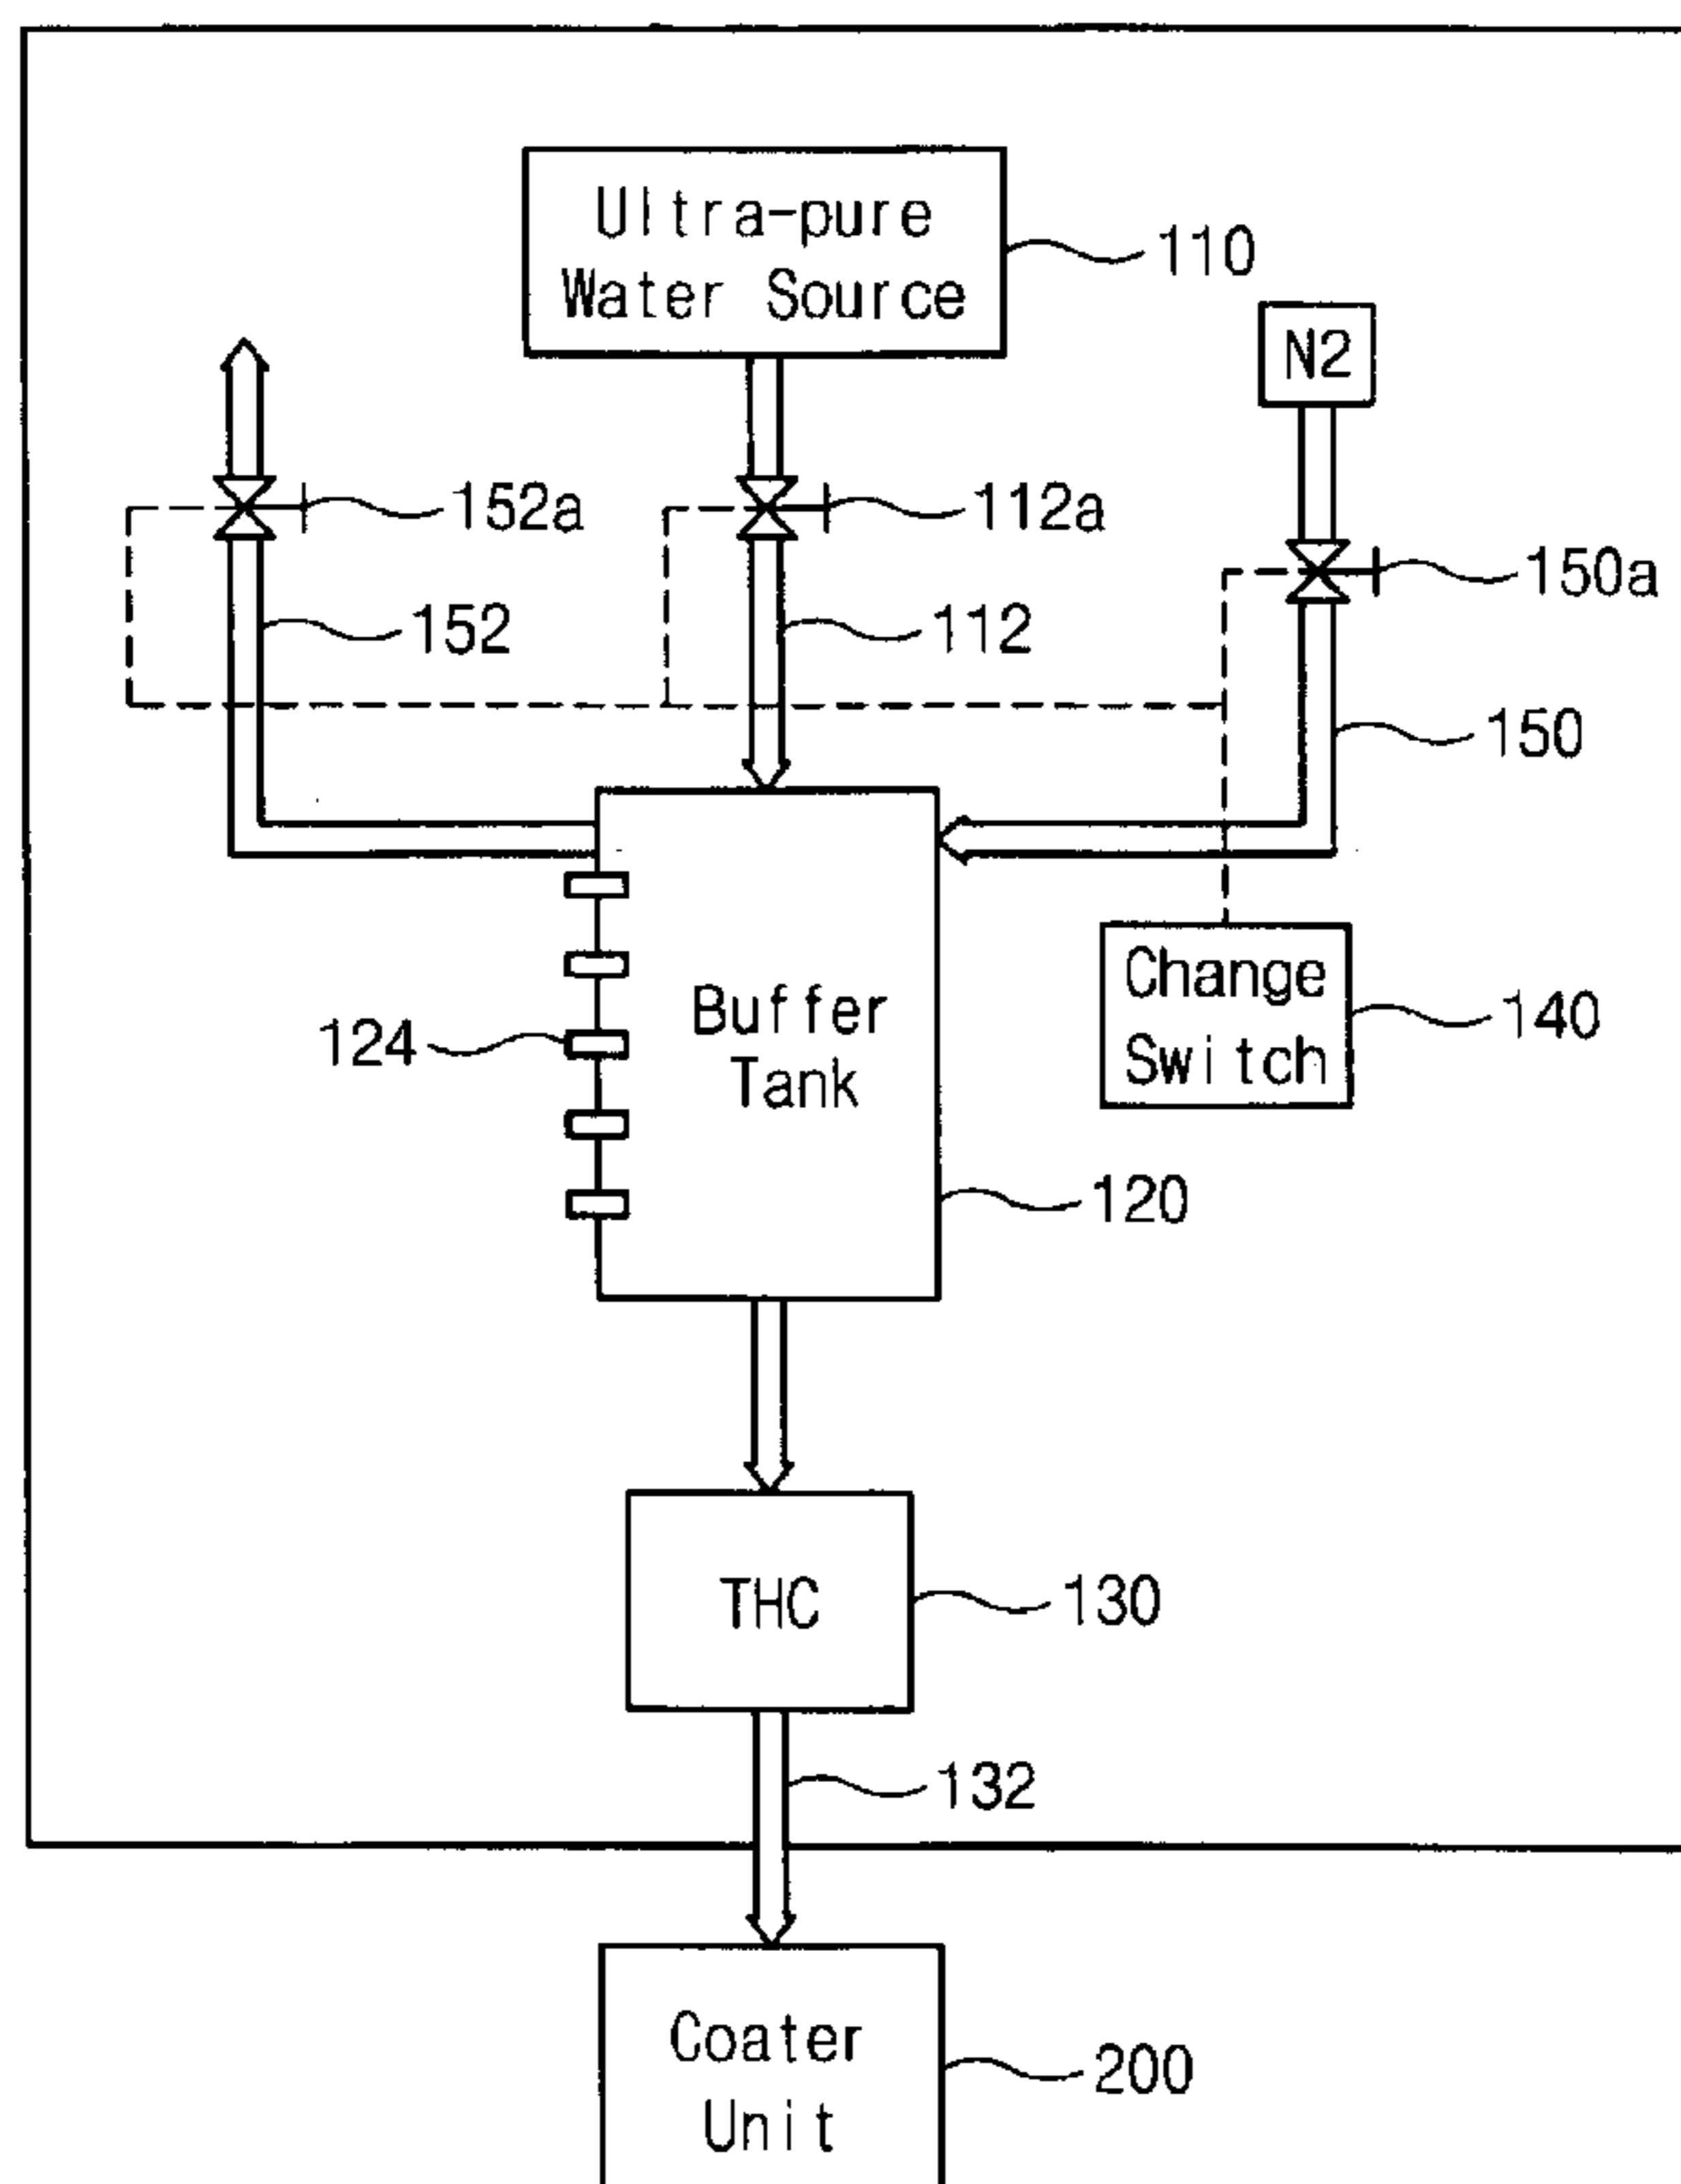 Ultra-pure
Water Source
110
N2
152a
112a
150a
152
112
150
Buffer
Tank
Change
Switch
124
140
120
THC
130
132
Coater
Unit
200